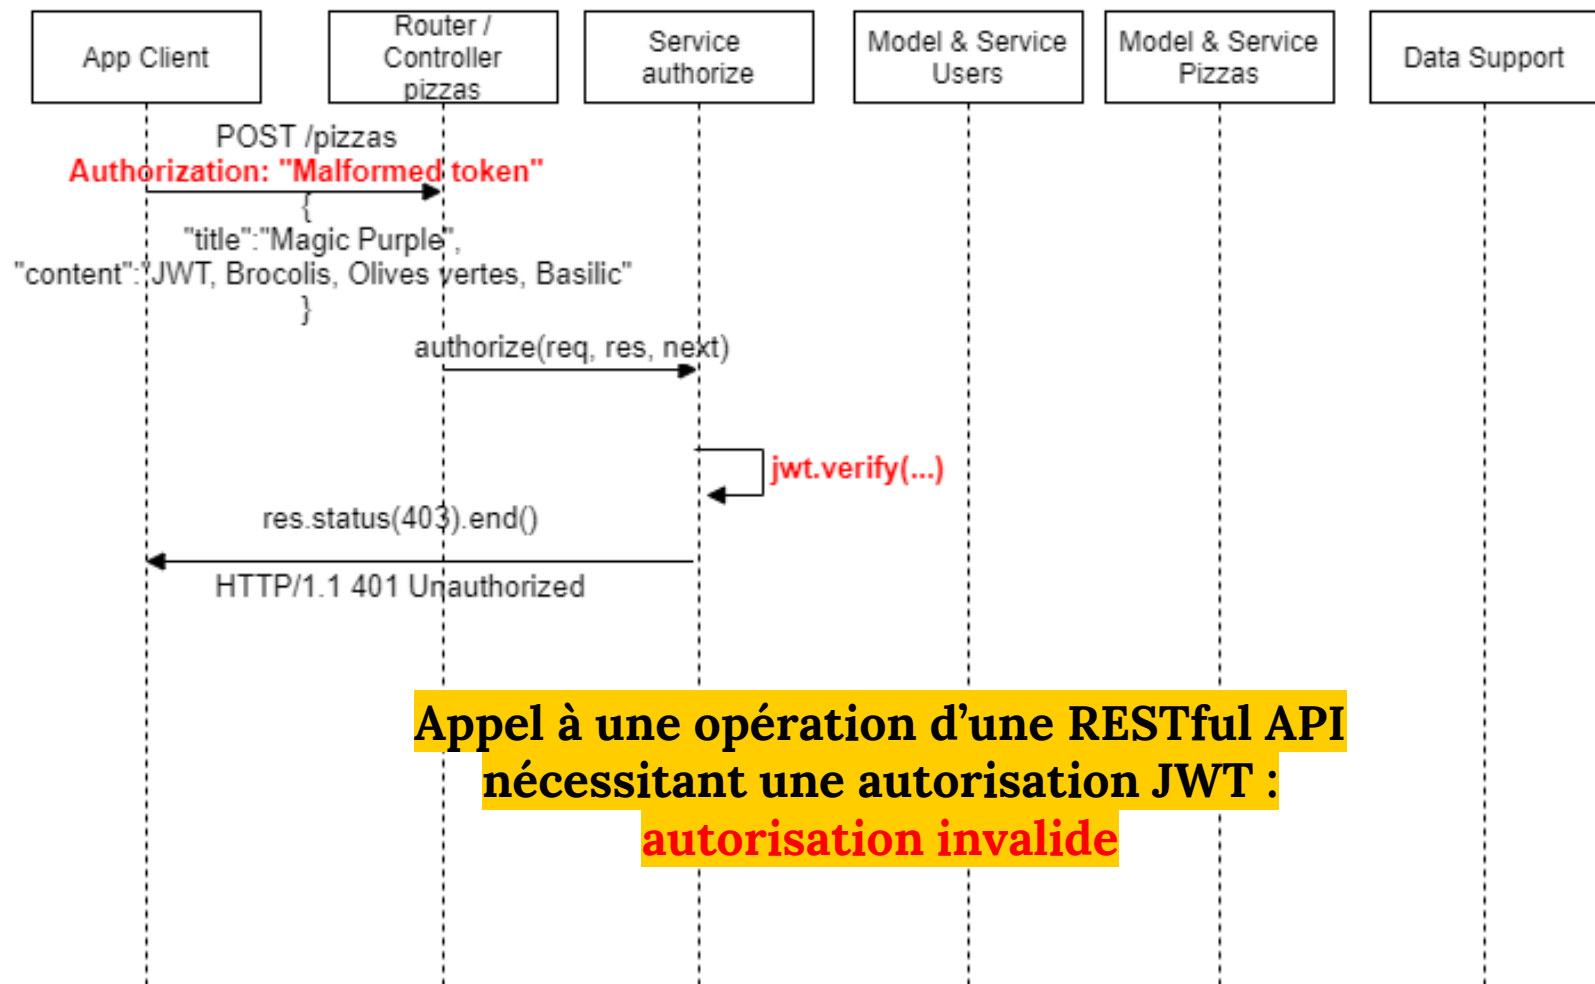 App Client
Router /
Controller
pizzas
Service
authorize
Model & Service
Users
Model & Service
Pizzas
Data Support
POST /pizzas
Authorization: "Malformed token"
{
"title":"Magic Purple",
"content":"JWT, Brocolis, Olives vertes, Basilic"
}
authorize(req, res, next)
jwt.verify(...)
res.status(403).end()
HTTP/1.1 401 Unauthorized
Appel à une opération d’une RESTful API
nécessitant une autorisation JWT :
autorisation invalide